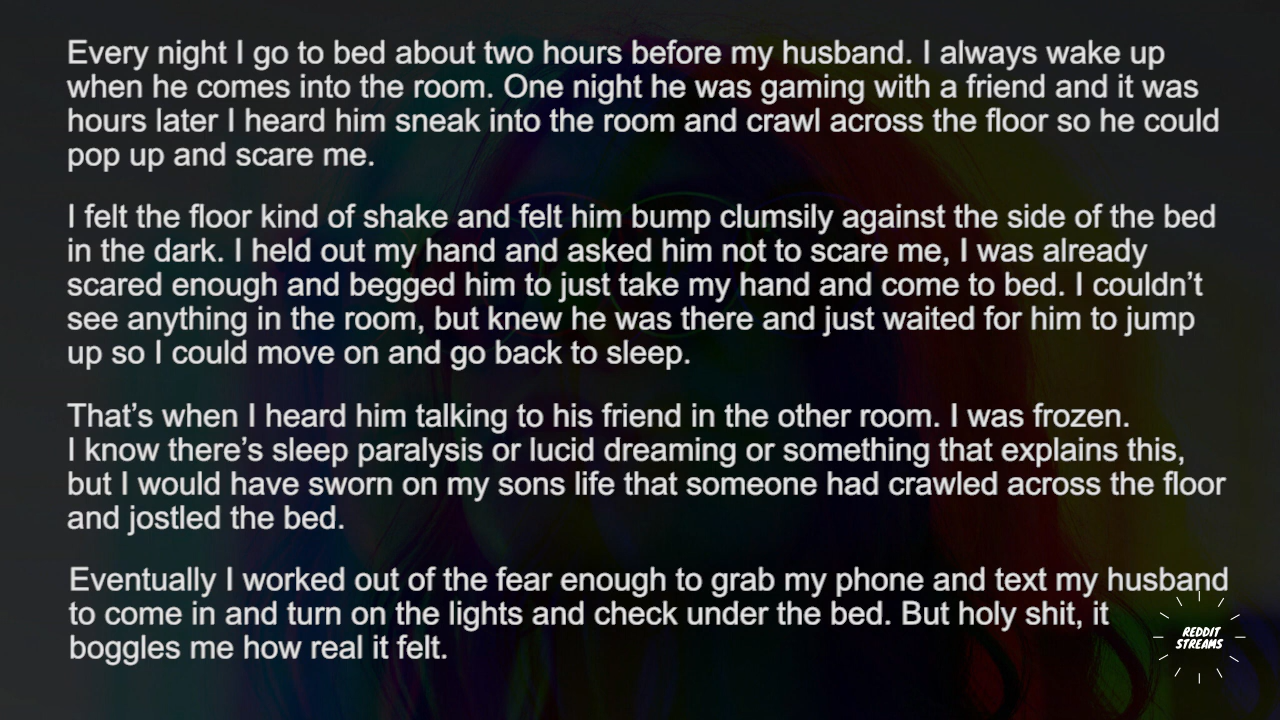 Every night I go to bed about two hours before my husband. I always wake up
when he comes into the room. One night he was gaming with a friend and it was
hours later I heard him sneak into the room and crawl across the floor so he could
pop up and scare me.
I felt the floor kind of shake and felt him bump clumsily against the side of the bed
in the dark. I held out my hand and asked him not to scare me, I was already
scared enough and begged him to just take my hand and come to bed. I couldn’t
see anything in the room, but knew he was there and just waited for him to jump
up so I could move on and go back to sleep.
That’s when I heard him talking to his friend in the other room. I was frozen.
I know there’s sleep paralysis or lucid dreaming or something that explains this,
but I would have sworn on my sons life that someone had crawled across the floor
and jostled the bed.
Eventually I worked out of the fear enough to grab my phone and text my husband
to come in and turn on the lights and check under the bed. But holy shit, it
boggles me how real it felt.
REDDIT
STREAMS